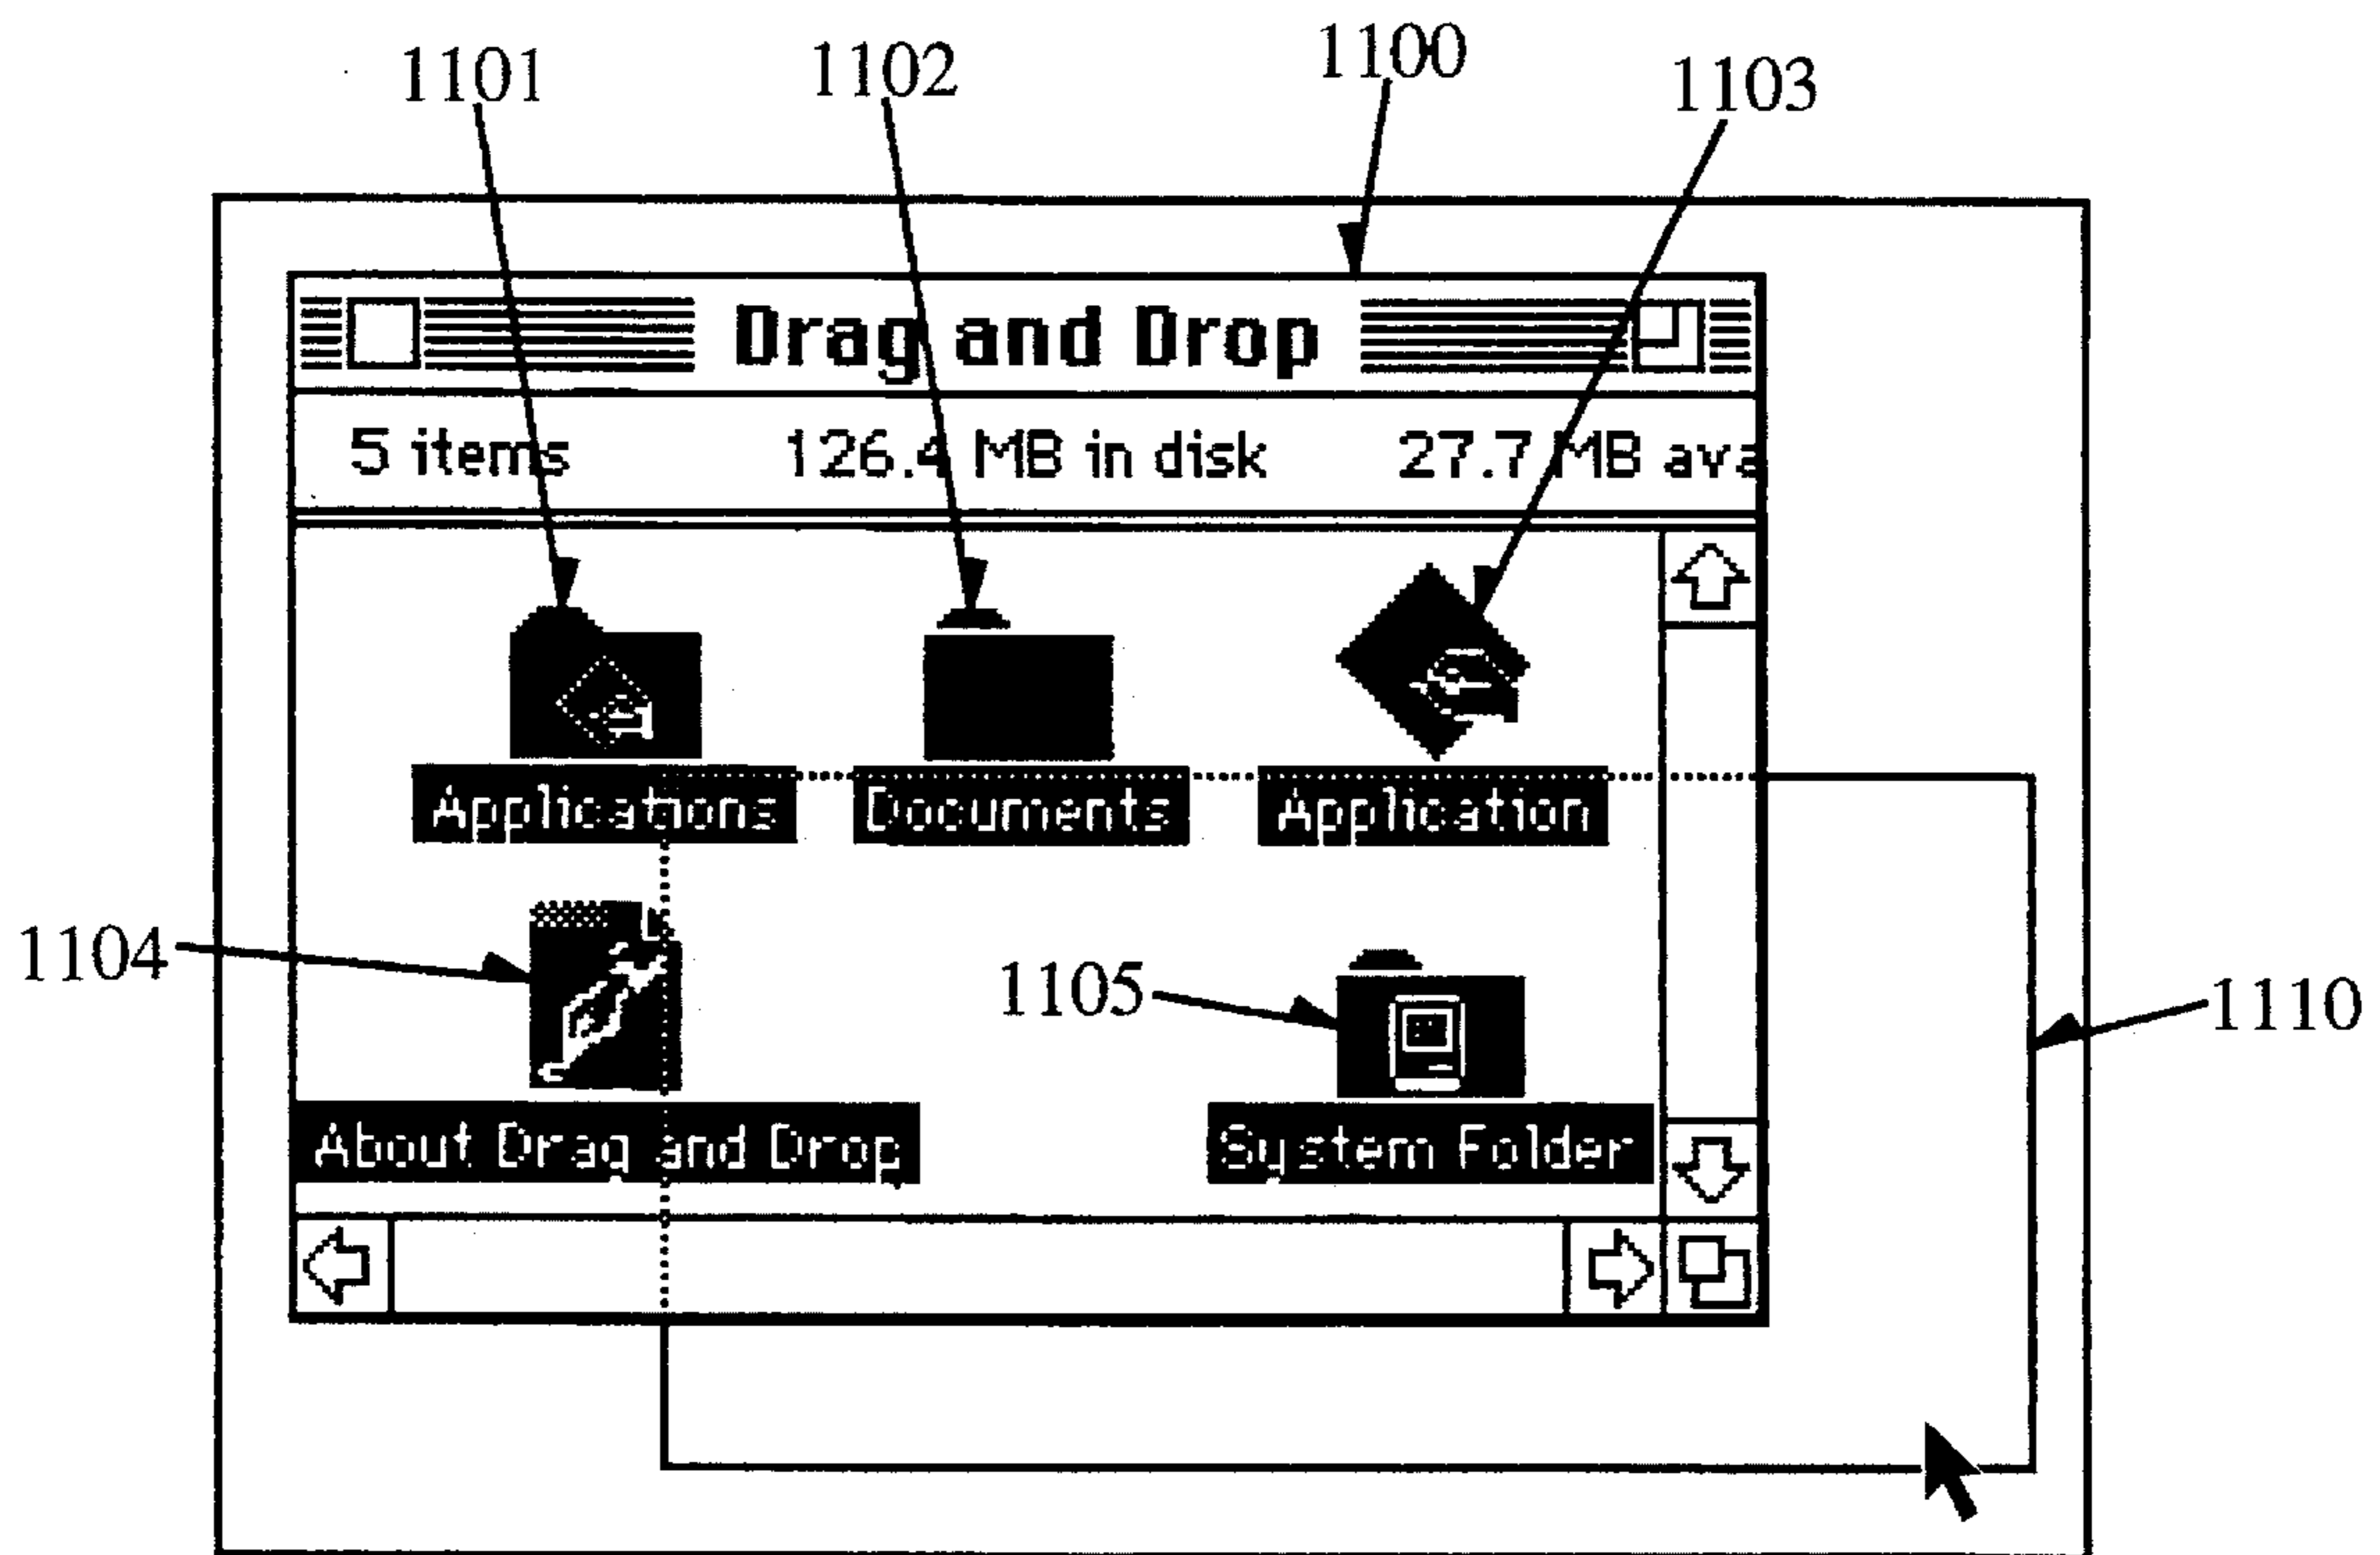 1101 1102 1100 1103
Drag and Drop
5 items 126.4 MB in disk 27.7 MB ava
Applications Documents Application
1104 1105 1110
About Drag and Drop System Folder